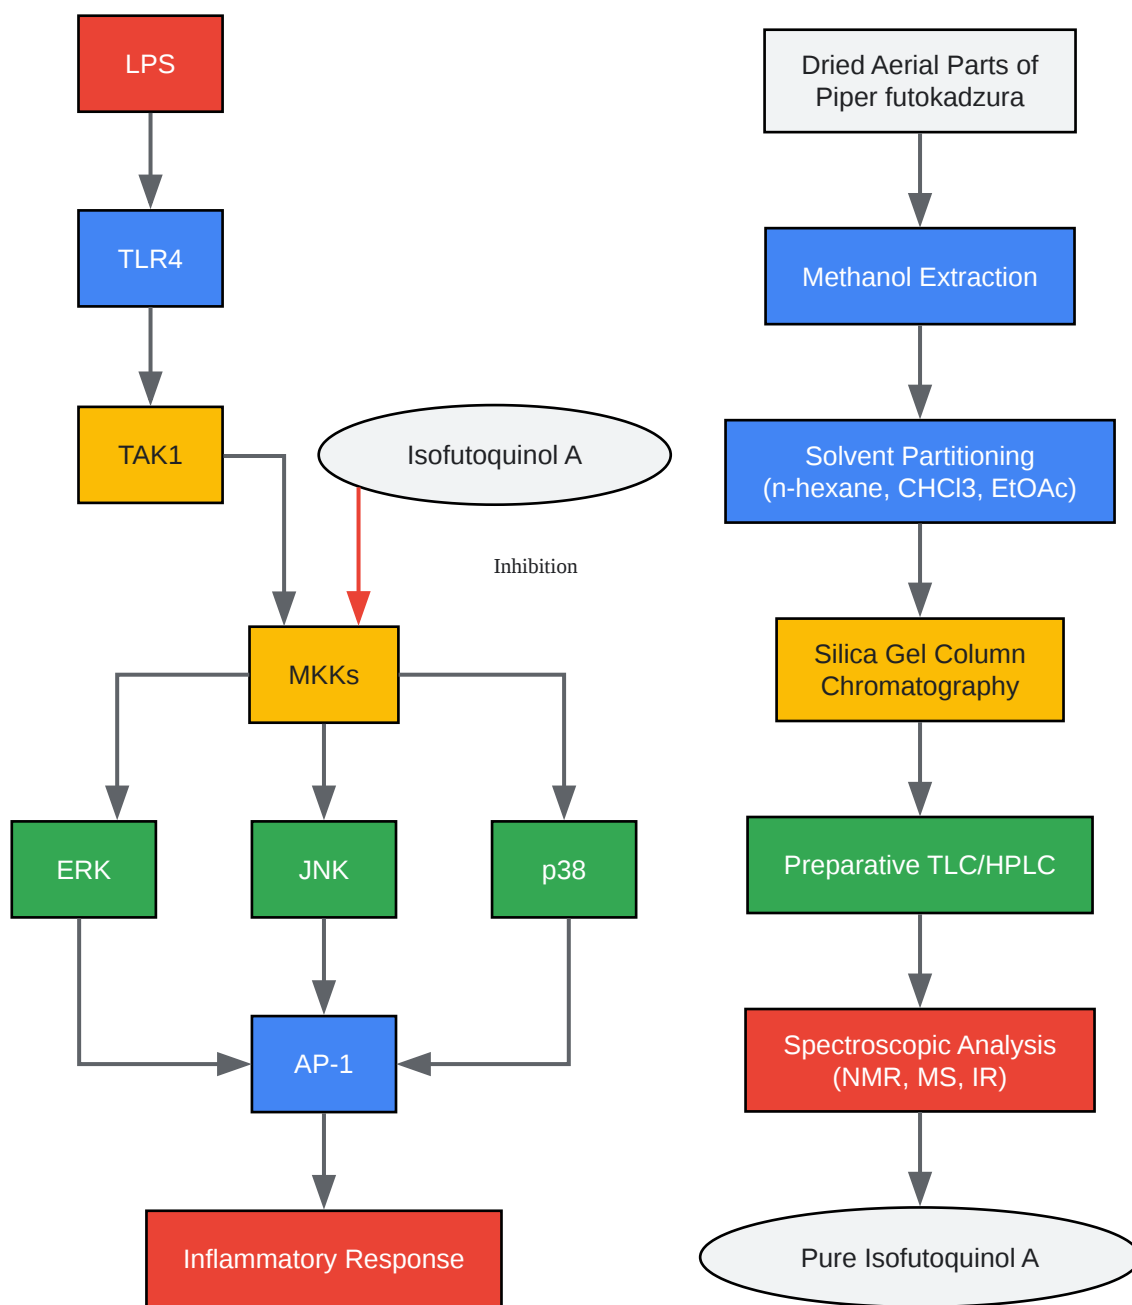 LPS
TLR4
TAK1
Isofutoquinol A
Inhibition
MKKs
ERK
JNK
p38
AP-1
Inflammatory Response
Dried Aerial Parts of
Piper futokadzura
Methanol Extraction
Solvent Partitioning
(n-hexane, CHCl3, EtOAc)
Silica Gel Column
Chromatography
Preparative TLC/HPLC
Spectroscopic Analysis
(NMR, MS, IR)
Pure Isofutoquinol A